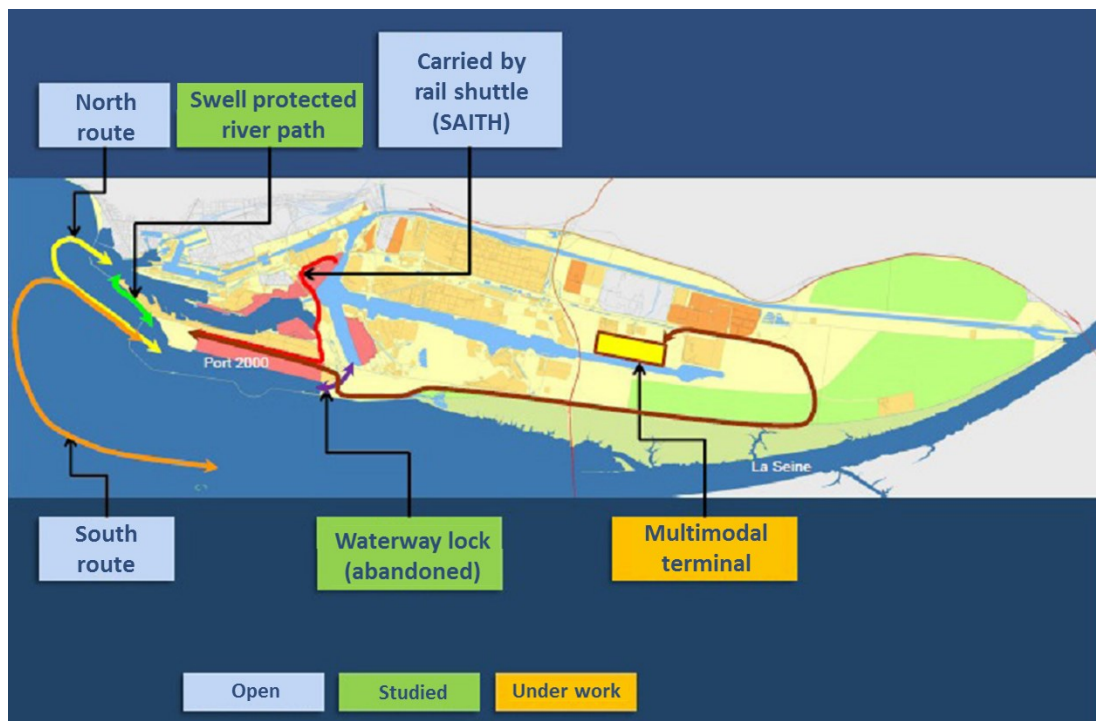 North
route
Swell protected
river path
Carried by
rail shuttle
(SAITH)
Port 2000
La Seine
South
route
Waterway lock
(abandoned)
Multimodal
terminal
Open
Studied
Under work